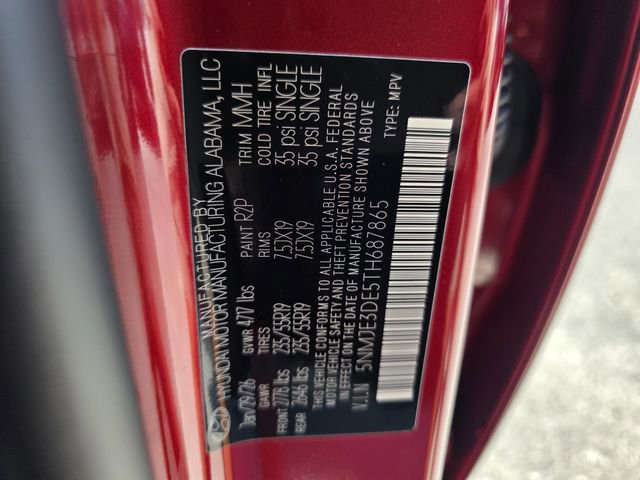 MANUFACTURED BY
HYUNDAI MOTOR MANUFACTURING ALABAMA, LLC
Jan/29/26 GVWR 4717 lbs PAINT R2P TRIM MMH
GAWR TIRES RIMS COLD TIRE INFL
FRONT 2778 lbs 235/55R19 7.5JX19 35 psi SINGLE
REAR 2646 lbs 235/55R19 7.5JX19 35 psi SINGLE
THIS VEHICLE CONFORMS TO ALL APPLICABLE U.S.A. FEDERAL
MOTOR VEHICLE SAFETY AND THEFT PREVENTION STANDARDS
IN EFFECT ON THE DATE OF MANUFACTURE SHOWN ABOVE
V.I.N 5NMJE3DE5TH687865 TYPE: MPV